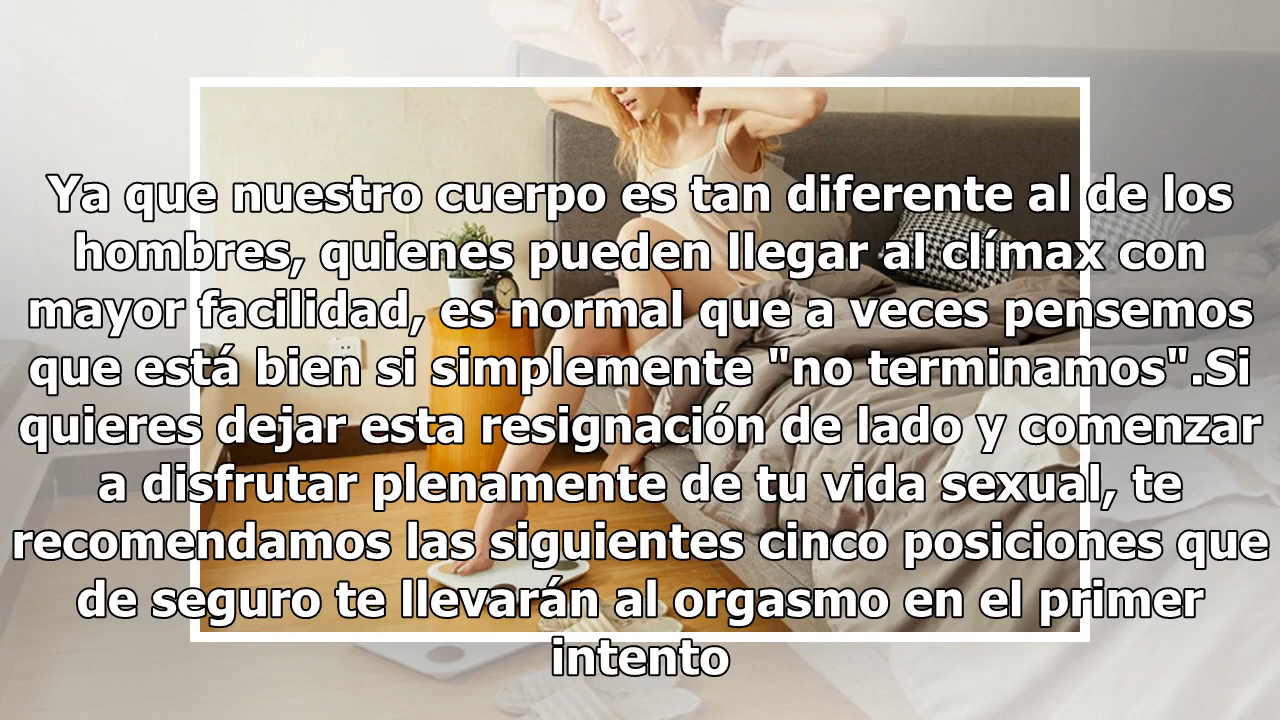 Ya que nuestro cuerpo es tan diferente al de los
hombres, quienes pueden llegar al clímax con
mayor facilidad, es normal que a veces pensemos
que está bien si simplemente "no terminamos".Si
quieres dejar esta resignación de lado y comenzar
a disfrutar plenamente de tu vida sexual, te
recomendamos las siguientes cinco posiciones que
de seguro te llevarán al orgasmo en el primer
intento